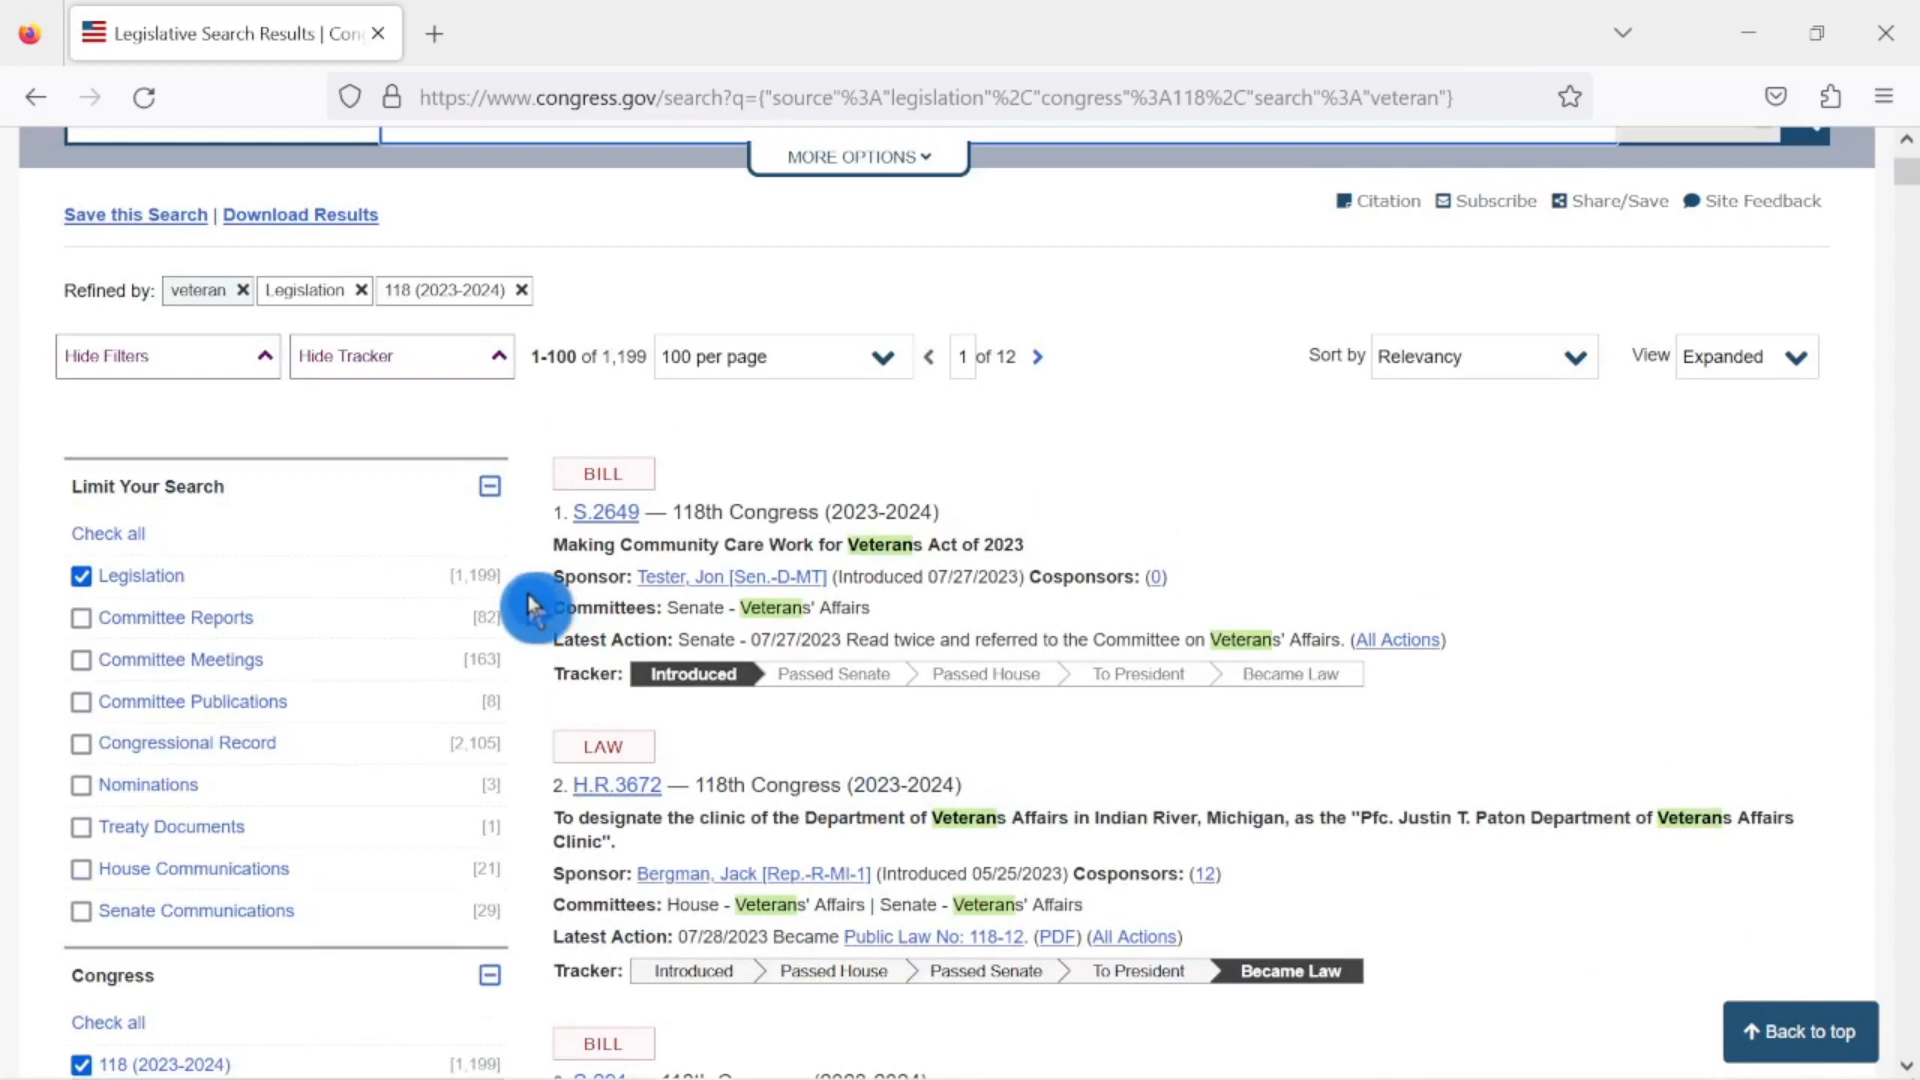 Legislative Search Results | Con
https://www.congress.gov/search?q={"source"%3A"legislation"%2C"congress"%3A118%2C"search"%3A"veteran"}
MORE OPTIONS
Save this Search | Download Results
Citation Subscribe Share/Save Site Feedback
Refined by: veteran Legislation 118 (2023-2024)
Hide Filters Hide Tracker 1-100 of 1,199 100 per page 1 of 12 Sort by Relevancy View Expanded
Limit Your Search
Check all
Legislation [1,199]
Committee Reports [82]
Committee Meetings [163]
Committee Publications [8]
Congressional Record [2,105]
Nominations [3]
Treaty Documents [1]
House Communications [21]
Senate Communications [29]
Congress
Check all
118 (2023-2024) [1,199]
BILL
1. S.2649 — 118th Congress (2023-2024)
Making Community Care Work for Veterans Act of 2023
Sponsor: Tester, Jon [Sen.-D-MT] (Introduced 07/27/2023) Cosponsors: (0)
Committees: Senate - Veterans' Affairs
Latest Action: Senate - 07/27/2023 Read twice and referred to the Committee on Veterans' Affairs. (All Actions)
Tracker: Introduced Passed Senate Passed House To President Became Law
LAW
2. H.R.3672 — 118th Congress (2023-2024)
To designate the clinic of the Department of Veterans Affairs in Indian River, Michigan, as the "Pfc. Justin T. Paton Department of Veterans Affairs
Clinic".
Sponsor: Bergman, Jack [Rep.-R-MI-1] (Introduced 05/25/2023) Cosponsors: (12)
Committees: House - Veterans' Affairs | Senate - Veterans' Affairs
Latest Action: 07/28/2023 Became Public Law No: 118-12. (PDF) (All Actions)
Tracker: Introduced Passed House Passed Senate To President Became Law
BILL
Back to top